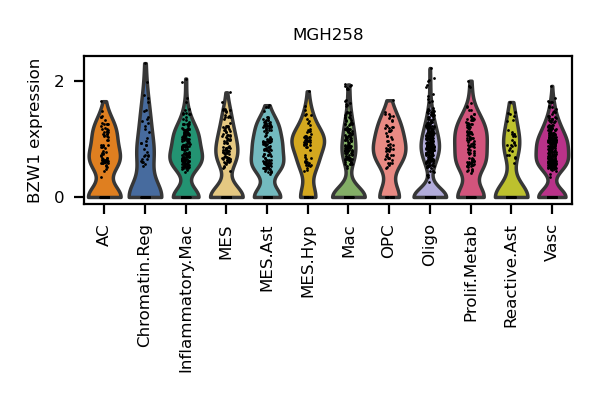 MGH258
BZW1 expression
2
0
AC
Chromatin.Reg
Inflammatory.Mac
MES
MES.Ast
MES.Hyp
Mac
OPC
Oligo
Prolif.Metab
Reactive.Ast
Vasc